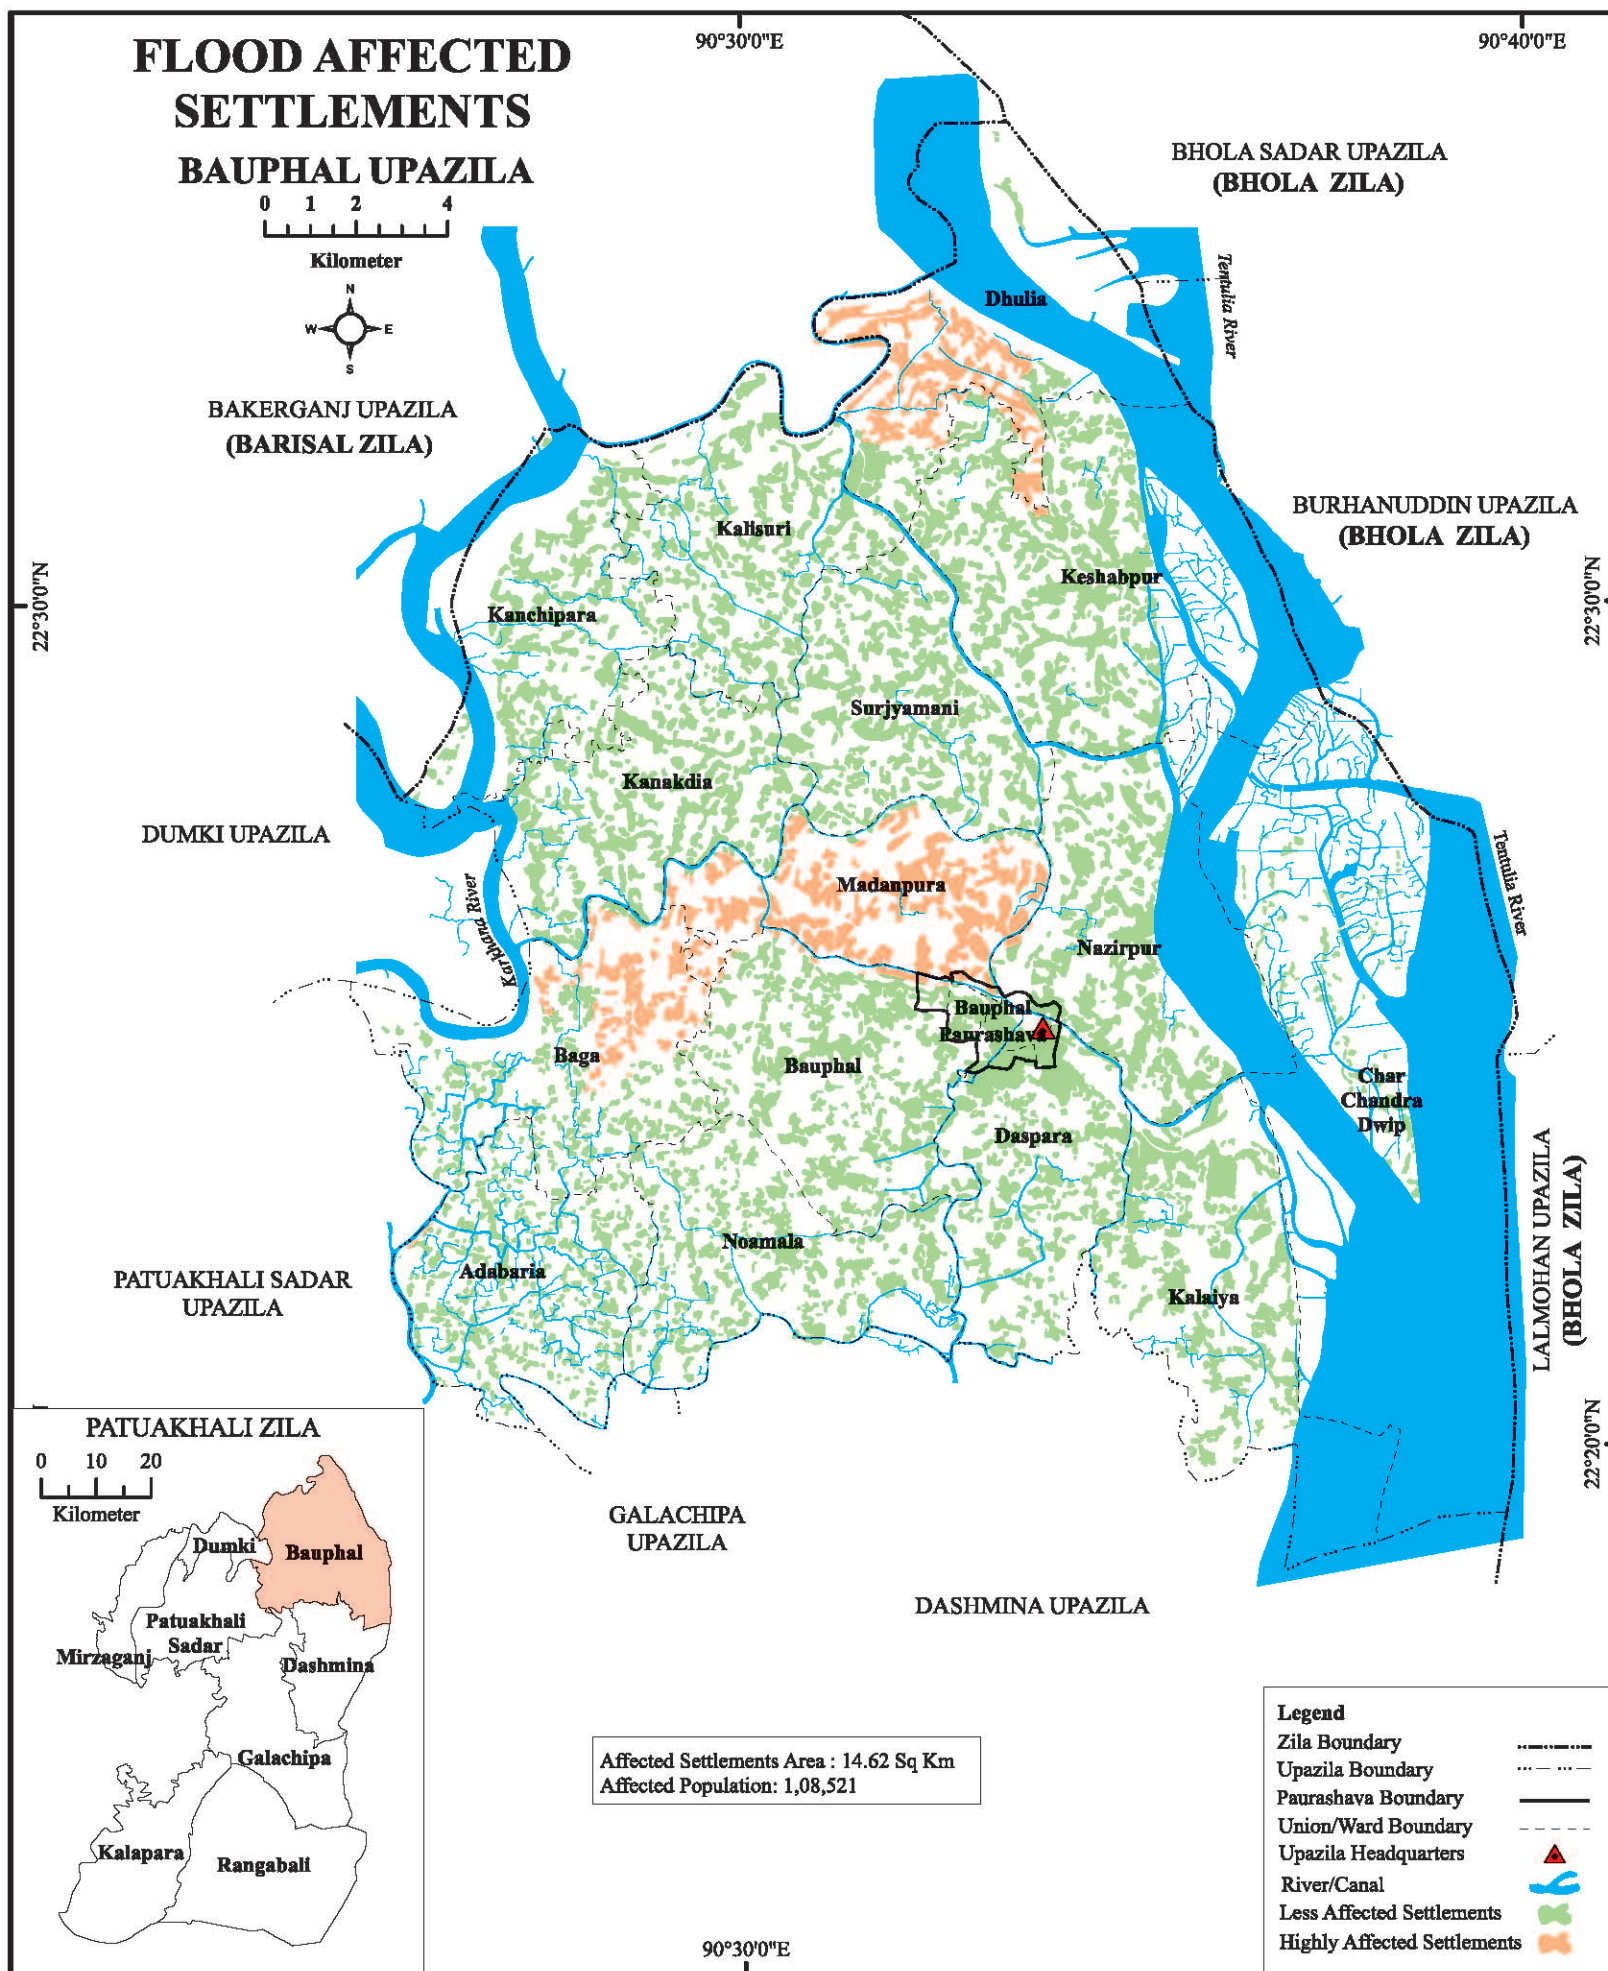 FLOOD AFFECTED
SETTLEMENTS
BAUPHAL UPAZILA
0 1 2 4
Kilometer
N
W E
S
90°30'0"E
90°40'0"E
BHOLA SADAR UPAZILA
(BHOLA ZILA)
Tentulia River
Dhulia
BAKERGANJ UPAZILA
(BARISAL ZILA)
BURHANUDDIN UPAZILA
(BHOLA ZILA)
Kalisuri
Keshabpur
22°30'0"N
22°30'0"N
Kanchipara
Surjyamani
Kanakdia
DUMKI UPAZILA
Tentulia River
Madanpura
Karkhana River
Nazirpur
Bauphal
Paurashava
Baga
Bauphal
Char
Chandra
Dwip
Daspara
LALMOHAN UPAZILA
(BHOLA ZILA)
Noamala
Adabaria
PATUAKHALI SADAR
UPAZILA
Kalaiya
22°20'0"N
PATUAKHALI ZILA
0 10 20
Kilometer
Dumki
Bauphal
Patuakhali
Sadar
Mirzaganj
Dashmina
Galachipa
Kalapara
Rangabali
GALACHIPA
UPAZILA
DASHMINA UPAZILA
Affected Settlements Area : 14.62 Sq Km
Affected Population: 1,08,521
Legend
Zila Boundary
Upazila Boundary
Paurashava Boundary
Union/Ward Boundary
Upazila Headquarters
River/Canal
Less Affected Settlements
Highly Affected Settlements
90°30'0"E